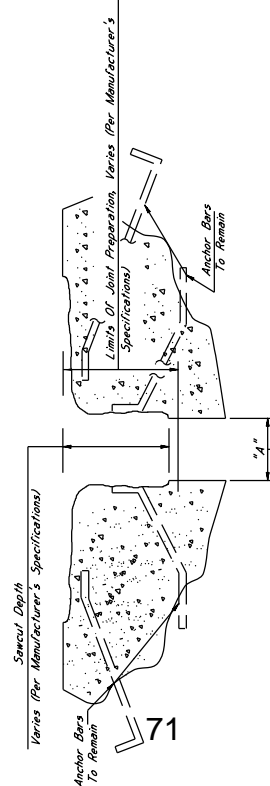 Sawcut Depth
Varies (Per Manufacturer's Specifications)
Limits Of Joint Preparation, Varies (Per Manufacturer's
Specifications)
Anchor Bars
To Remain
Anchor Bars
To Remain
"A"
71